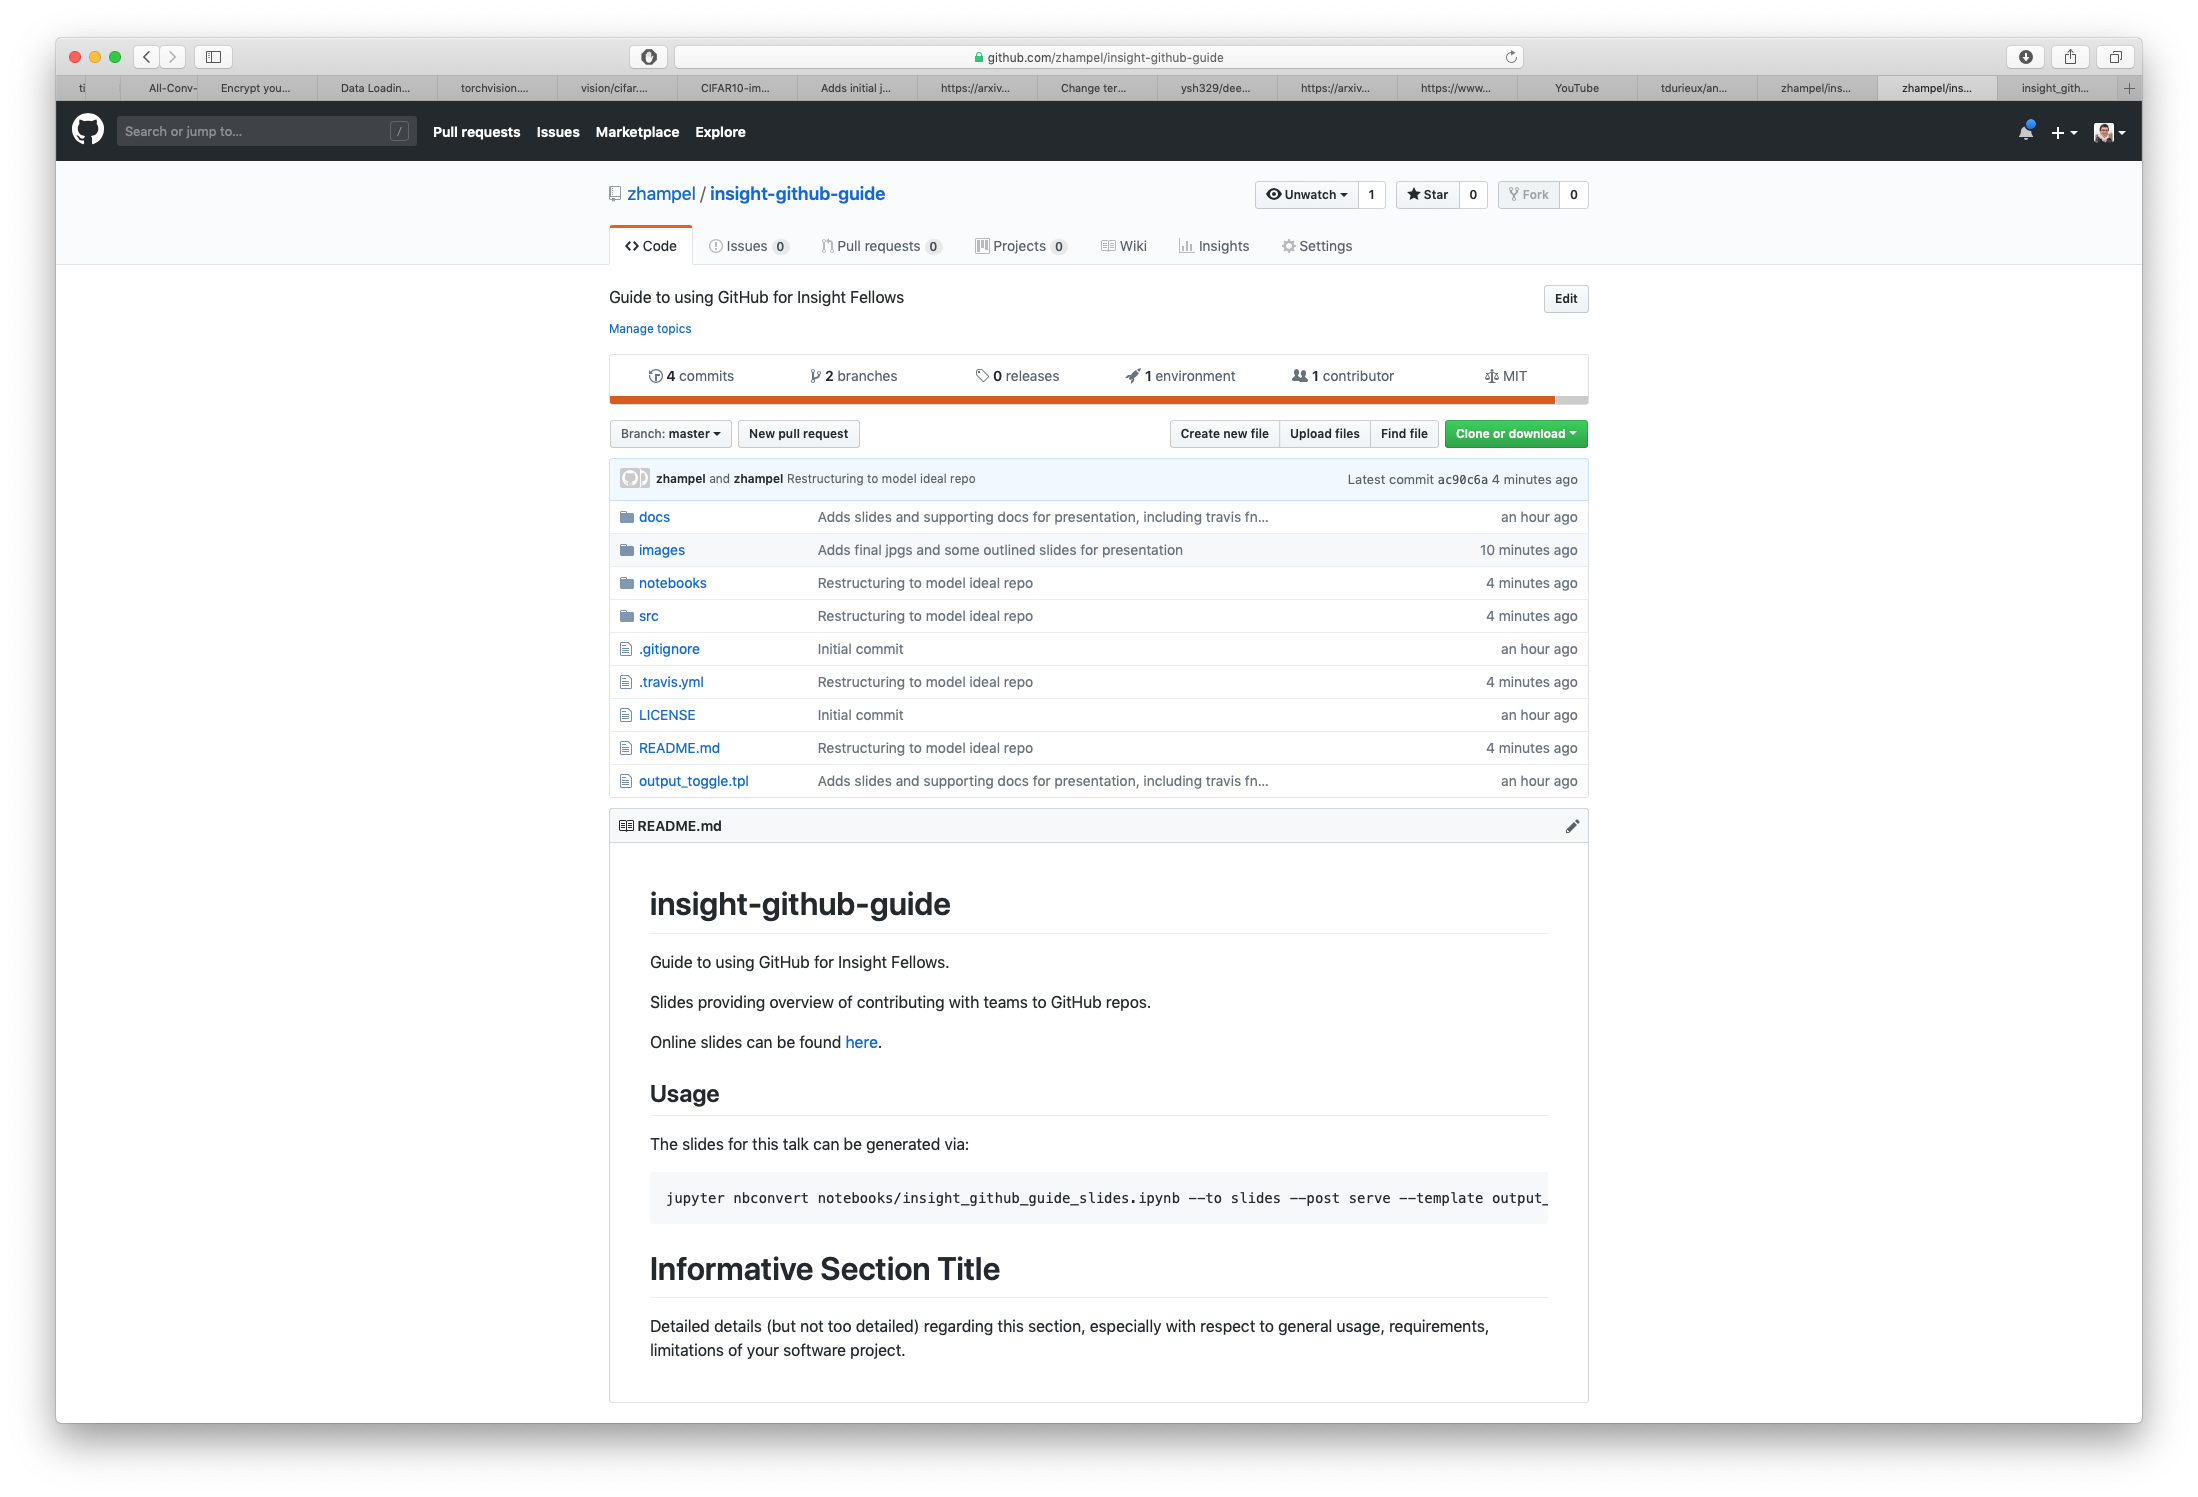 github.com/zhampel/insight-github-guide
ti
All-Conv-
Encrypt you...
Data Loadin...
torchvision....
vision/cifar....
CIFAR10-im...
Adds initial j...
https://arxiv...
Change ter...
ysh329/dee...
https://arxiv...
https://www...
YouTube
tdurieux/an...
zhampel/ins...
zhampel/ins...
insight_gith...
Search or jump to... /
Pull requests Issues Marketplace Explore
zhampel / insight-github-guide
Unwatch 1 Star 0 Fork 0
Code Issues 0 Pull requests 0 Projects 0 Wiki Insights Settings
Guide to using GitHub for Insight Fellows
Edit
Manage topics
4 commits 2 branches 0 releases 1 environment 1 contributor MIT
Branch: master New pull request Create new file Upload files Find file Clone or download
zhampel and zhampel Restructuring to model ideal repo Latest commit ac90c6a 4 minutes ago
docs Adds slides and supporting docs for presentation, including travis fn... an hour ago
images Adds final jpgs and some outlined slides for presentation 10 minutes ago
notebooks Restructuring to model ideal repo 4 minutes ago
src Restructuring to model ideal repo 4 minutes ago
.gitignore Initial commit an hour ago
.travis.yml Restructuring to model ideal repo 4 minutes ago
LICENSE Initial commit an hour ago
README.md Restructuring to model ideal repo 4 minutes ago
output_toggle.tpl Adds slides and supporting docs for presentation, including travis fn... an hour ago
README.md
insight-github-guide
Guide to using GitHub for Insight Fellows.
Slides providing overview of contributing with teams to GitHub repos.
Online slides can be found here.
Usage
The slides for this talk can be generated via:
jupyter nbconvert notebooks/insight_github_guide_slides.ipynb --to slides --post serve --template output_
Informative Section Title
Detailed details (but not too detailed) regarding this section, especially with respect to general usage, requirements,
limitations of your software project.